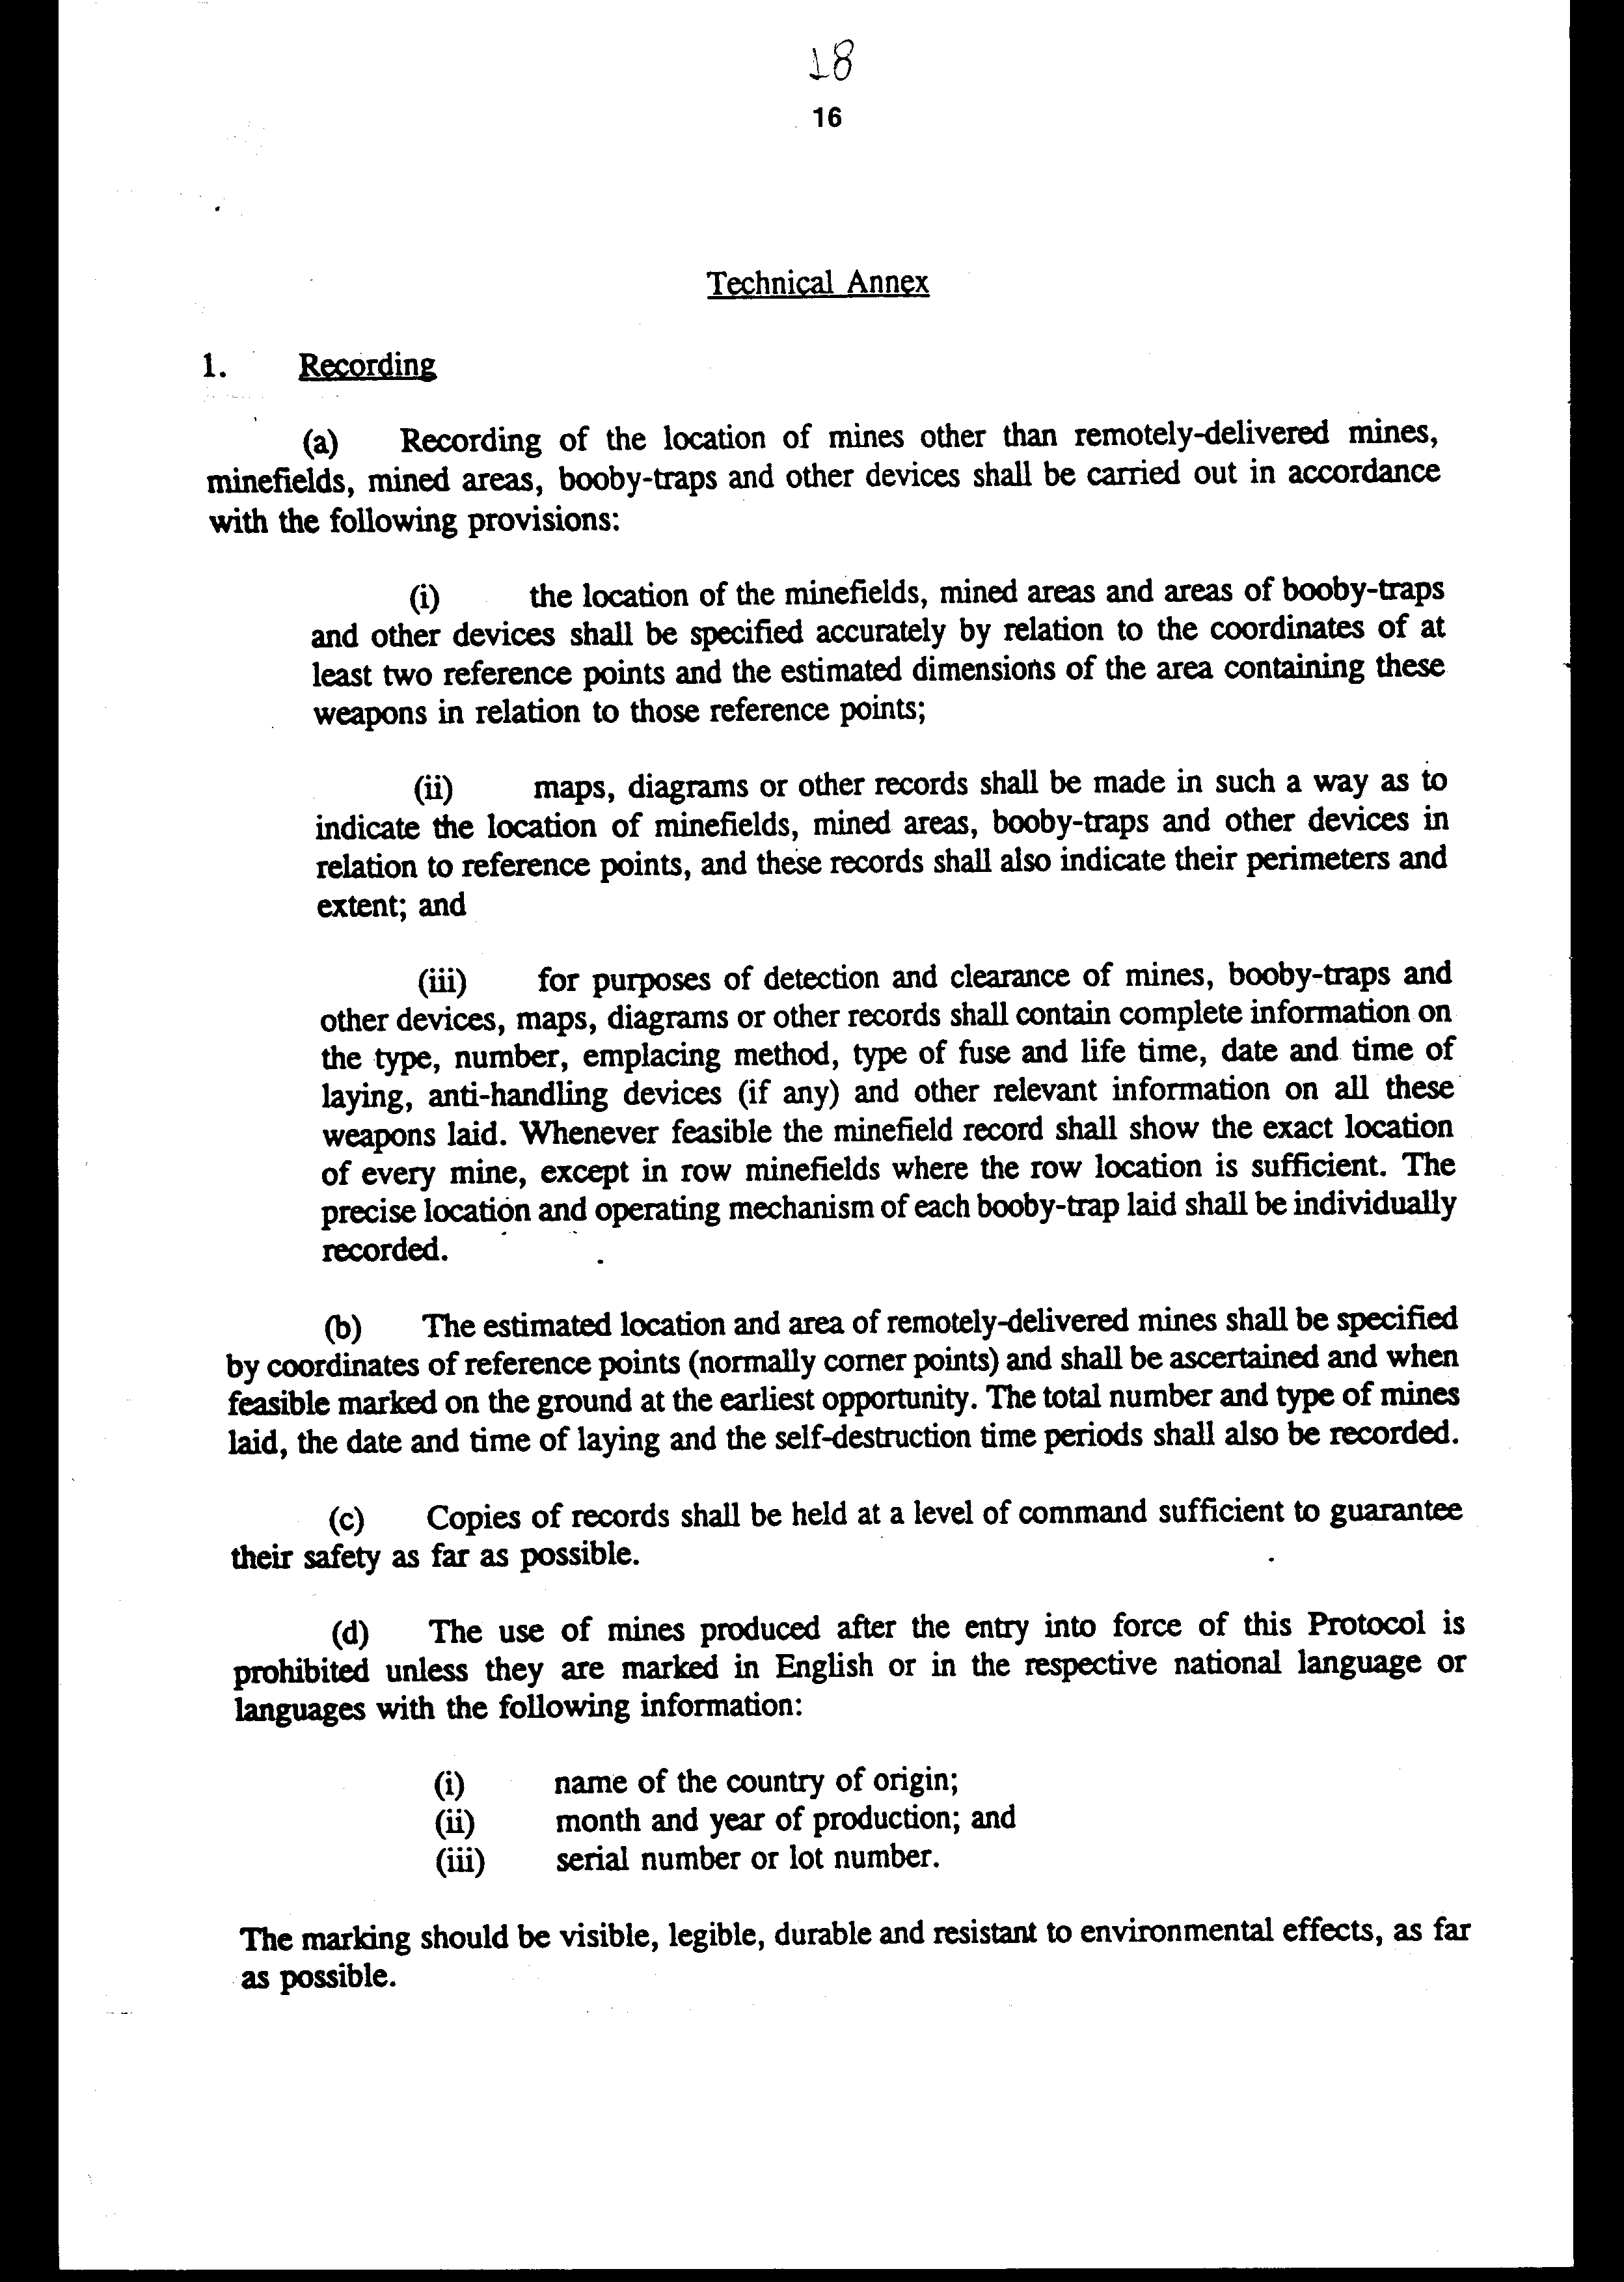 18
16
Technical Annex
1. Recording
(a) Recording of the location of mines other than remotely-delivered mines,
minefields, mined areas, booby-traps and other devices shall be carried out in accordance
with the following provisions:
(i) the location of the minefields, mined areas and areas of booby-traps
and other devices shall be specified accurately by relation to the coordinates of at
least two reference points and the estimated dimensions of the area containing these
weapons in relation to those reference points;
(ii) maps, diagrams or other records shall be made in such a way as to
indicate the location of minefields, mined areas, booby-traps and other devices in
relation to reference points, and these records shall also indicate their perimeters and
extent; and
(iii) for purposes of detection and clearance of mines, booby-traps and
other devices, maps, diagrams or other records shall contain complete information on
the type, number, emplacing method, type of fuse and life time, date and time of
laying, anti-handling devices (if any) and other relevant information on all these
weapons laid. Whenever feasible the minefield record shall show the exact location
of every mine, except in row minefields where the row location is sufficient. The
precise location and operating mechanism of each booby-trap laid shall be individually
recorded.
(b) The estimated location and area of remotely-delivered mines shall be specified
by coordinates of reference points (normally corner points) and shall be ascertained and when
feasible marked on the ground at the earliest opportunity. The total number and type of mines
laid, the date and time of laying and the self-destruction time periods shall also be recorded.
(c) Copies of records shall be held at a level of command sufficient to guarantee
their safety as far as possible.
(d) The use of mines produced after the entry into force of this Protocol is
prohibited unless they are marked in English or in the respective national language or
languages with the following information:
(i) name of the country of origin;
(ii) month and year of production; and
(iii) serial number or lot number.
The marking should be visible, legible, durable and resistant to environmental effects, as far
as possible.